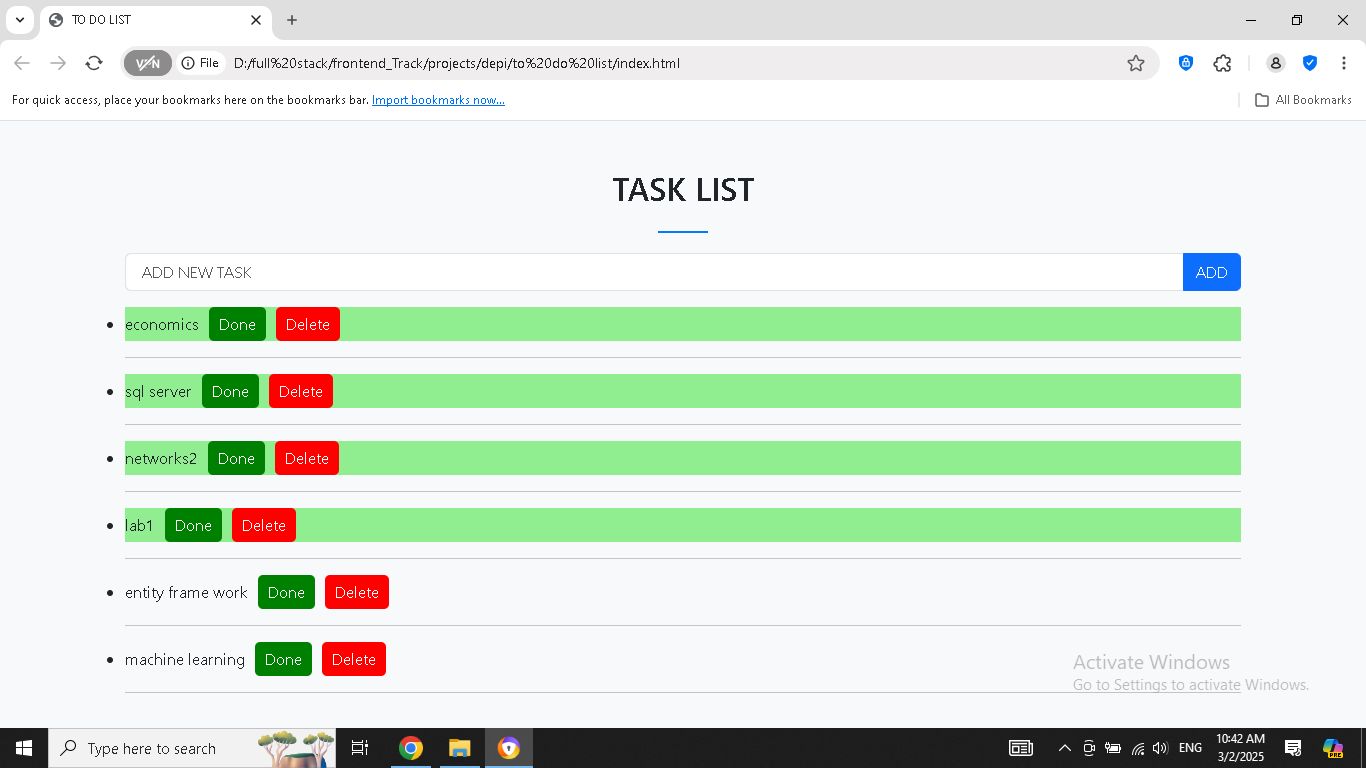 TO DO LIST
VPN
File
D:/full%20stack/frontend_Track/projects/depi/to%20do%20list/index.html
For quick access, place your bookmarks here on the bookmarks bar. Import bookmarks now...
All Bookmarks
TASK LIST
ADD NEW TASK ADD
economics Done Delete
sql server Done Delete
networks2 Done Delete
lab1 Done Delete
entity frame work Done Delete
machine learning Done Delete
Activate Windows
Go to Settings to activate Windows.
Type here to search
ENG
10:42 AM
3/2/2025
PRE